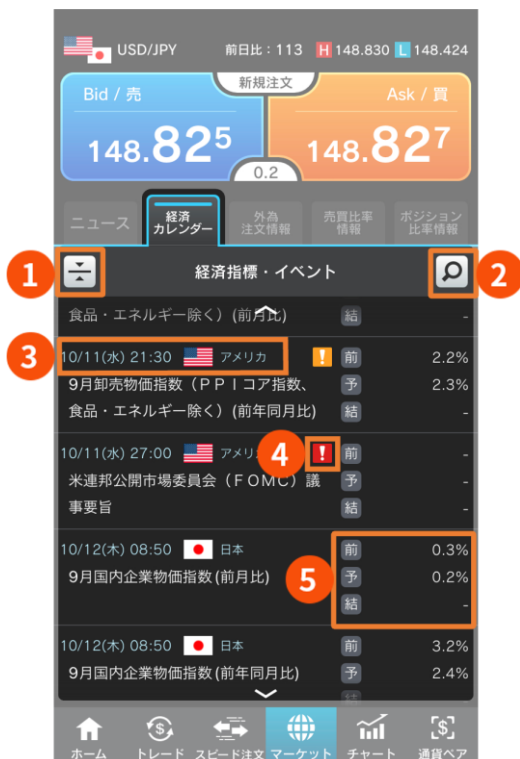 USD/JPY 前日比：113 H 148.830 L 148.424
新規注文
Bid / 売 Ask / 買
148.825 148.827
0.2
ニュース 経済カレンダー 外為注文情報 売買比率情報 ポジション比率情報
1 経済指標・イベント 2
食品・エネルギー除く）(前月比) 結 -
3 10/11(水) 21:30 アメリカ ! 前 2.2%
9月卸売物価指数（ＰＰＩコア指数、 予 2.3%
食品・エネルギー除く）(前年同月比) 結 -
10/11(水) 27:00 アメリ 4 ! 前 -
米連邦公開市場委員会（ＦＯＭＣ）議 予 -
事要旨 結 -
10/12(木) 08:50 日本 前 0.3%
9月国内企業物価指数(前月比) 5 予 0.2%
結 -
10/12(木) 08:50 日本 前 3.2%
9月国内企業物価指数(前年同月比) 予 2.4%
結
ホーム トレード スピード注文 マーケット チャート 通貨ペア